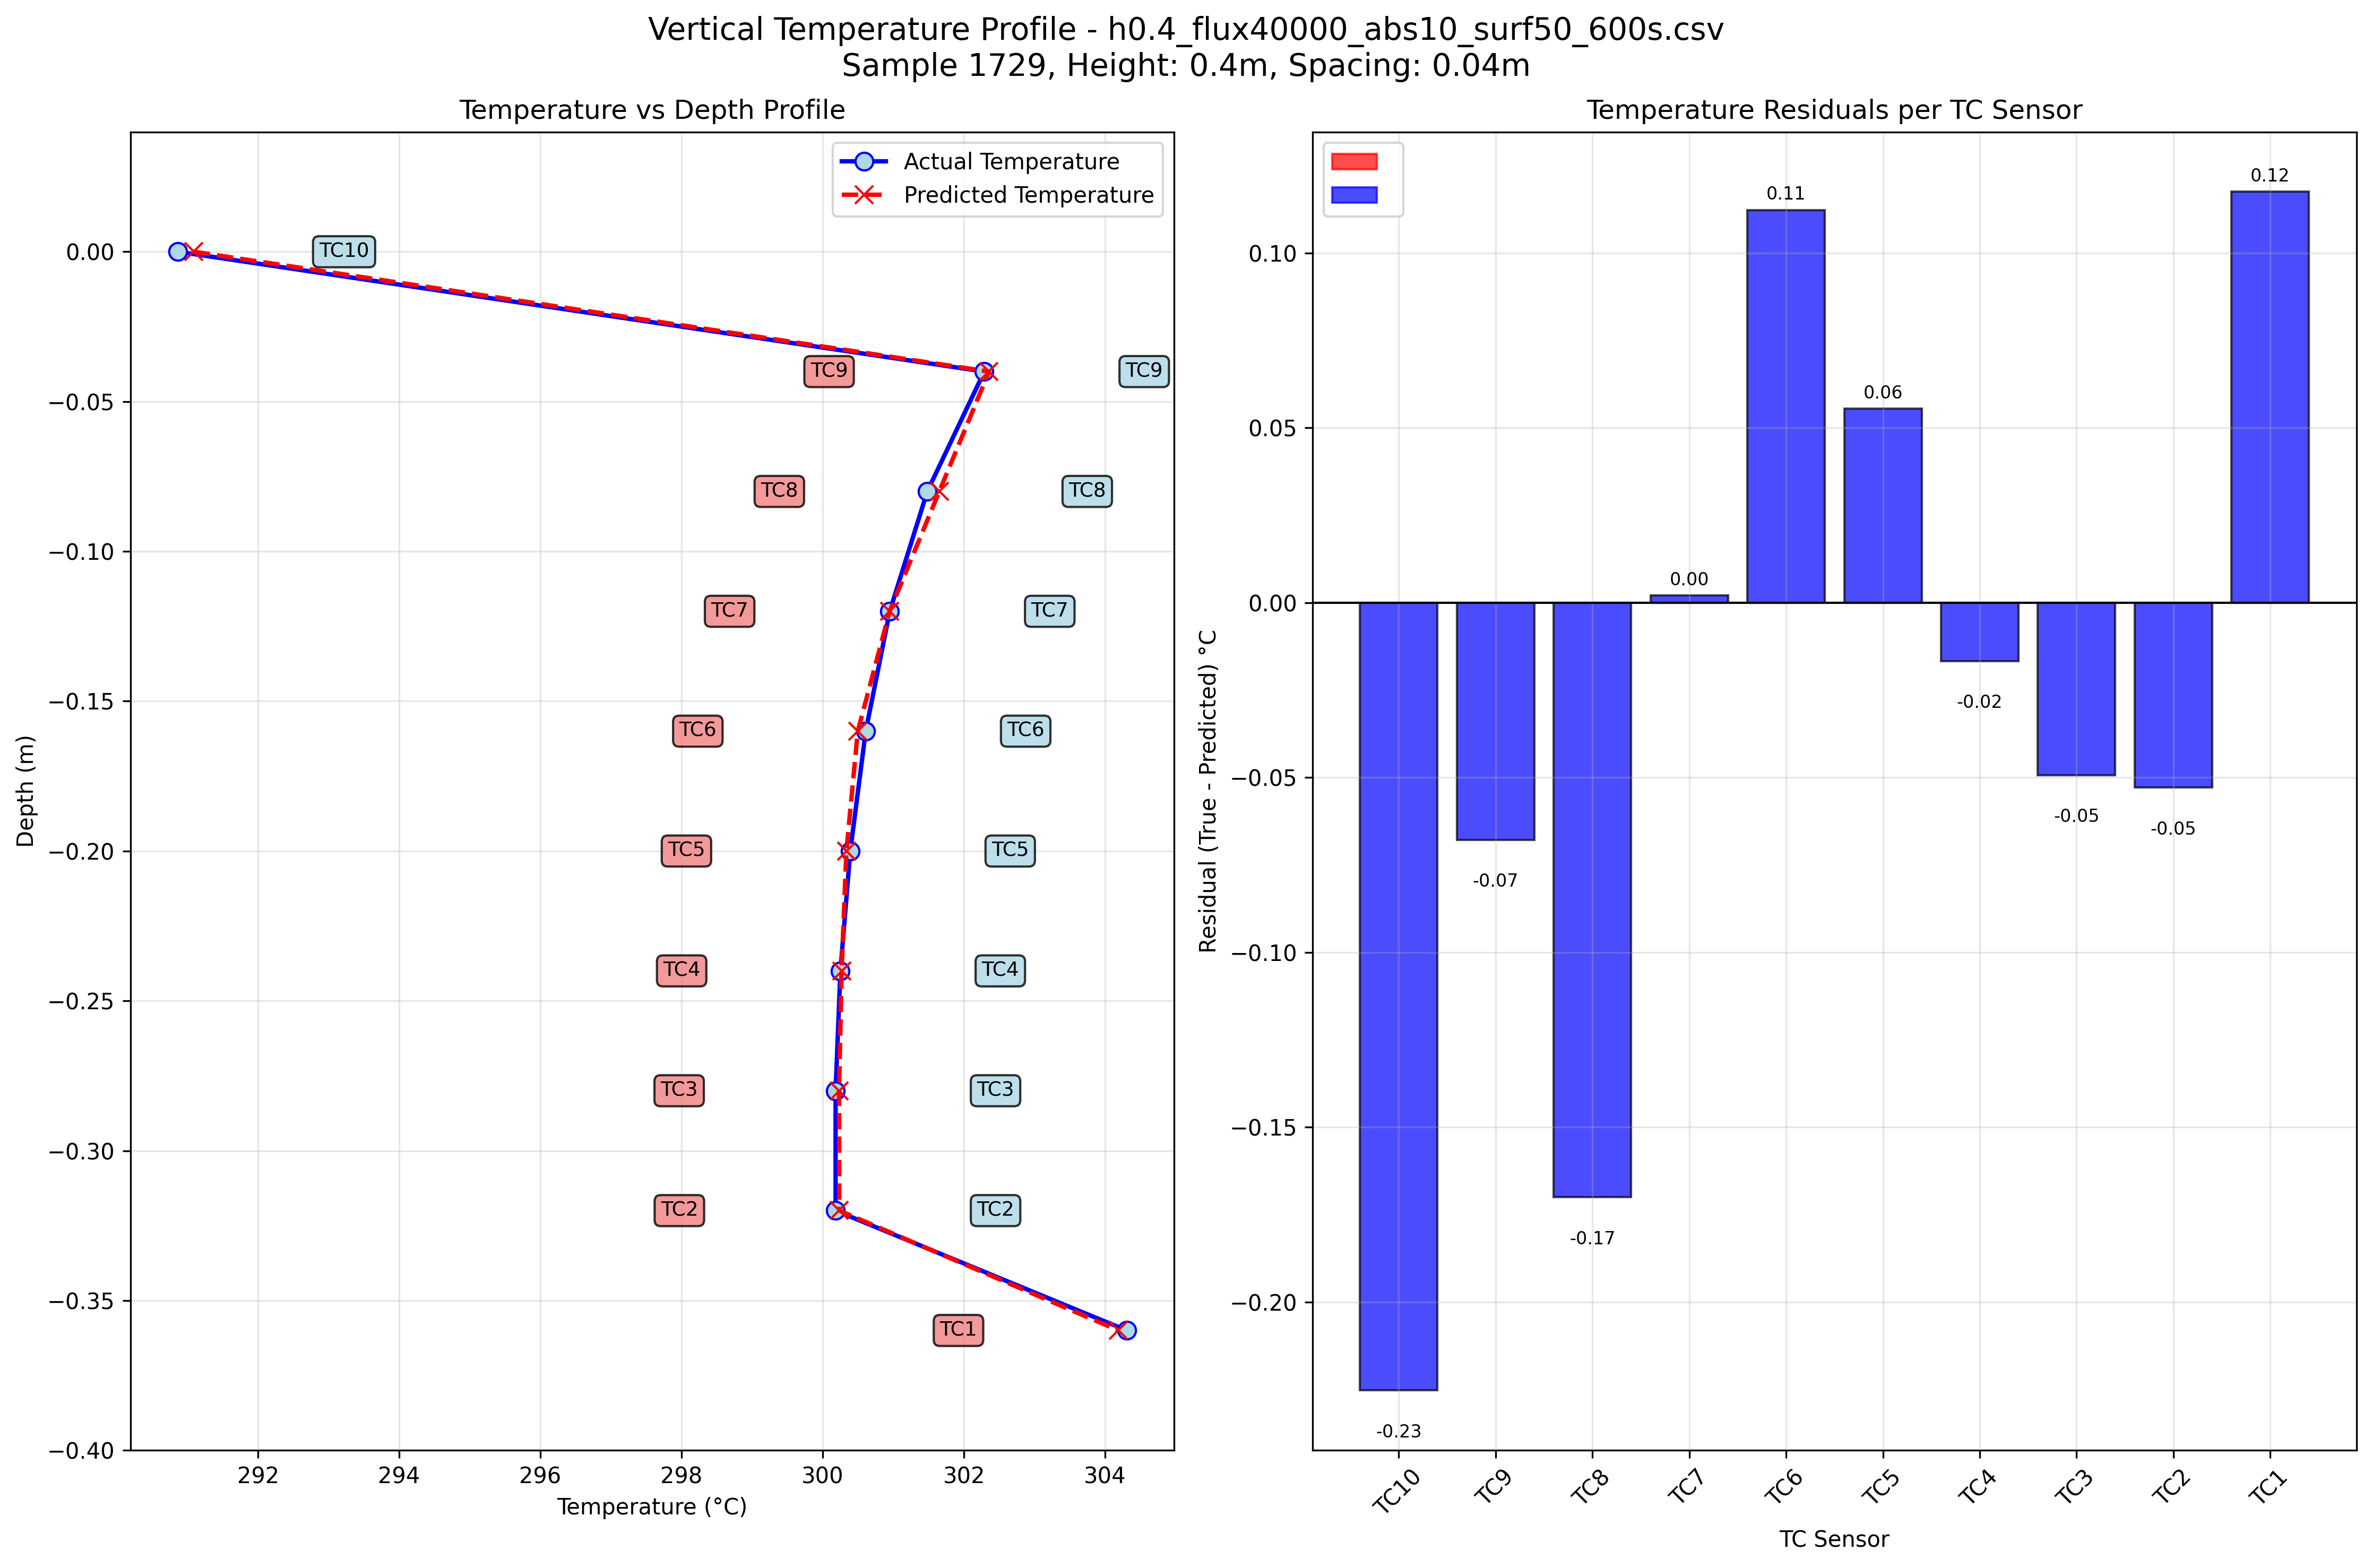 Vertical Temperature Profile - h0.4_flux40000_abs10_surf50_600s.csv
Sample 1729, Height: 0.4m, Spacing: 0.04m
Temperature vs Depth Profile
Actual Temperature
Predicted Temperature
TC10
TC9
TC9
TC8
TC8
TC7
TC7
TC6
TC6
TC5
TC5
TC4
TC4
TC3
TC3
TC2
TC2
TC1
0.00
−0.05
−0.10
−0.15
−0.20
−0.25
−0.30
−0.35
−0.40
Depth (m)
292
294
296
298
300
302
304
Temperature (°C)
Temperature Residuals per TC Sensor
0.10
0.05
0.00
−0.05
−0.10
−0.15
−0.20
Residual (True - Predicted) °C
-0.23
-0.07
-0.17
0.00
0.11
0.06
-0.02
-0.05
-0.05
0.12
TC10
TC9
TC8
TC7
TC6
TC5
TC4
TC3
TC2
TC1
TC Sensor